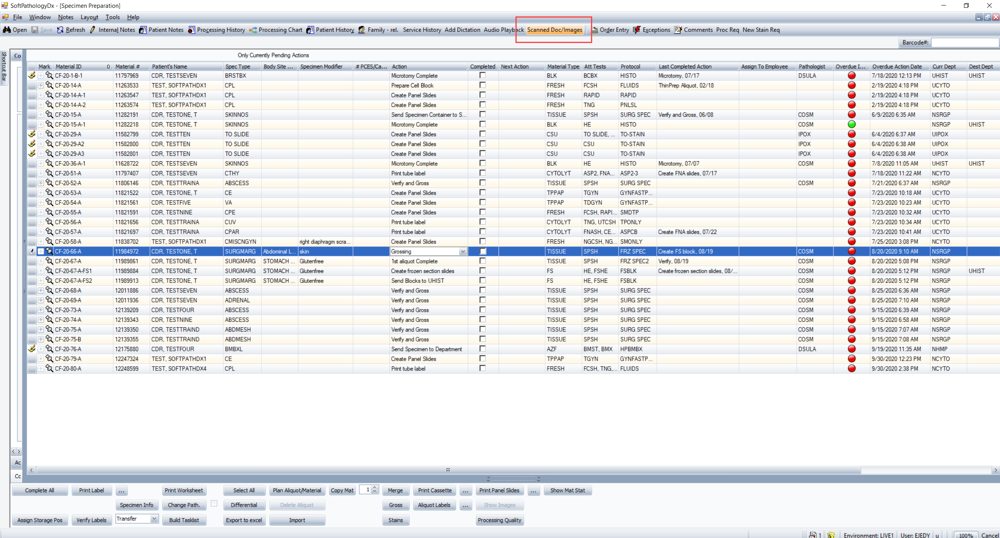 SoftPathologyDx - [Specimen Preparation]
File Window Notes Layout Tools Help
Open Save Refresh Internal Notes Patient Notes Processing History Processing Chart Patient History Family - rel. Service History Add Dictation Audio Playback Scanned Doc/Images Order Entry Exceptions Comments Proc Req New Stain Req
Barcode#:
Shortcut Bar
Co
Only Currently Pending Actions
Mark Material ID Material # Patient's Name Spec Type Body Site ... Specimen Modifier # PCES/Ca... Action Completed Next Action Material Type Att Tests Protocol Last Completed Action Assign To Employee Pathologist Overdue I... Overdue Action Date Curr Dept Dest Dept
CF-20-1-B-1 11797969 CDR, TESTSEVEN BRSTBX Microtomy Complete BLK BCBX HISTO Microtomy, 07/17 DSULA 7/18/2020 12:13 PM UHIST UHIST
CF-20-14-A 11263533 TEST, SOFTPATHDX1 CPL Prepare Cell Block FRESH FCSH FLUIDS ThinPrep Aliquot, 02/18 2/19/2020 4:18 PM UCYTO
CF-20-14-A-1 11263547 TEST, SOFTPATHDX1 CPL Create Panel Slides FRESH RAPID RAPID 2/19/2020 4:18 PM UCYTO
CF-20-14-A-2 11263574 TEST, SOFTPATHDX1 CPL Create Panel Slides FRESH TNG PNLSL 2/19/2020 4:18 PM UCYTO
CF-20-15-A 11282191 CDR, TESTONE, T SKINNOS Send Specimen Container to S... TISSUE SPSH SURG SPEC Verify and Gross, 06/08 COSM 6/9/2020 6:35 AM NSRGP
CF-20-15-A-1 11282218 CDR, TESTONE, T SKINNOS Microtomy Complete BLK HE HISTO COSM NSRGP UHIST
CF-20-29-A 11582799 CDR, TESTTEN TO SLIDE Create Panel Slides CSU TO SLIDE, ... TO-STAIN IPOX 6/4/2020 6:37 AM UIPOX
CF-20-29-A2 11582800 CDR, TESTTEN TO SLIDE Create Panel Slides CSU CSU TO-STAIN IPOX 6/4/2020 6:38 AM UIPOX
CF-20-29-A3 11582801 CDR, TESTTEN TO SLIDE Create Panel Slides CSU CSU TO-STAIN IPOX 6/4/2020 6:38 AM UIPOX
CF-20-36-A-1 11628722 CDR, TESTSEVEN SKINNOS Microtomy Complete BLK HE HISTO Microtomy, 07/07 COSM 7/8/2020 11:05 AM UHIST UHIST
CF-20-51-A 11797407 CDR, TESTSEVEN CTHY Print tube label CYTOLYT ASP2, FNA... ASP2-3 Create FNA slides, 07/17 7/18/2020 11:22 AM NCYTO
CF-20-52-A 11806146 CDR, TESTTRAINA ABSCESS Verify and Gross TISSUE SPSH SURG SPEC COSM 7/21/2020 6:37 AM NSRGP
CF-20-53-A 11821522 CDR, TESTONE, T CE Create Panel Slides TPPAP TGYN GYNFASTP... 7/23/2020 10:18 AM UCYTO
CF-20-54-A 11821561 CDR, TESTFIVE VA Create Panel Slides TPPAP TDGYN GYNFASTP... 7/23/2020 10:23 AM UCYTO
CF-20-55-A 11821591 CDR, TESTNINE CPE Create Panel Slides FRESH FCSH, RAPI... SMDTP 7/23/2020 10:32 AM UCYTO
CF-20-56-A 11821656 CDR, TESTTRAINA CUV Print tube label CYTOLYT TNG, UTCSH TPONLY 7/23/2020 10:34 AM UCYTO
CF-20-57-A 11821697 CDR, TESTTRAINA CPAR Print tube label CYTOLYT FNASH, CE... ASPCB Create FNA slides, 07/22 7/23/2020 10:41 AM UCYTO
CF-20-58-A 11838702 TEST, SOFTPATHDX1 CMISCNGYN right diaphragm scra... Create Panel Slides FRESH NGCSH, NG... SMONLY 7/25/2020 3:08 PM NCYTO
CF-20-66-A 11984972 CDR, TESTONE, T SURGMARG Abdominal L... skin Grossing TISSUE SPSH FRZ SPEC Create FS block, 08/19 COSM 8/20/2020 9:10 AM NSRGP
CF-20-67-A 11989861 CDR, TESTONE, T SURGMARG STOMACH ... Glutenfree 1st aliquot Complete TISSUE SPSH FRZ SPEC2 Verify, 08/19 COSM 8/20/2020 5:08 PM NSRGP
CF-20-67-A-FS1 11989884 CDR, TESTONE, T SURGMARG STOMACH ... Glutenfree Create frozen section slides FS HE, FSHE FSBLK Create frozen section slides, 08/... COSM 8/20/2020 5:12 PM NSRGP UHIST
CF-20-67-A-FS2 11989913 CDR, TESTONE, T SURGMARG STOMACH ... Glutenfree Send Blocks to UHIST FS HE, FSHE FSBLK COSM 8/20/2020 5:12 PM NSRGP
CF-20-68-A 12011886 CDR, TESTSEVEN ABSCESS Verify and Gross TISSUE SPSH SURG SPEC COSM 8/25/2020 6:36 AM NSRGP
CF-20-69-A 12011936 CDR, TESTSEVEN ADRENAL Verify and Gross TISSUE SPSH SURG SPEC COSM 8/25/2020 7:10 AM NSRGP
CF-20-73-A 12139209 CDR, TESTFOUR ABSCESS Verify and Gross TISSUE SPSH SURG SPEC COSM 9/15/2020 6:39 AM NSRGP
CF-20-74-A 12139343 CDR, TESTNINE ABSCESS Verify and Gross TISSUE SPSH SURG SPEC COSM 9/15/2020 6:58 AM NSRGP
CF-20-75-A 12139350 CDR, TESTTRAIND ABDMESH Verify and Gross TISSUE SPSH SURG SPEC COSM 9/15/2020 7:07 AM NSRGP
CF-20-75-B 12139355 CDR, TESTTRAIND ABDMESH Verify and Gross TISSUE SPSH SURG SPEC COSM 9/15/2020 7:08 AM NSRGP
CF-20-76-A 12175880 CDR, TESTFOUR BMBXL Send Specimen to Department AZF BMST, BMX HPBMBX DSULA 9/19/2020 11:35 AM NHMP
CF-20-79-A 12247324 TEST, SOFTPATHDX1 CE Create Panel Slides TPPAP TGYN GYNFASTP... 9/30/2020 12:23 PM NCYTO
CF-20-80-A 12248599 TEST, SOFTPATHDX4 CPL Print tube label FRESH FCSH, TNG,... FLUIDS 9/30/2020 2:38 PM NCYTO
Ac
Cc
Complete All Print Label ... Print Worksheet Select All Plan Aliquot/Material Copy Mat 1 Merge Print Cassette ... Print Panel Slides ... Show Mat Stat
Specimen Info Change Path. Differential Delete Aliquot Gross Aliquot Labels ... Show Images
Assign Storage Pos Verify Labels Transfer Build Tasklist Export to excel Import Stains Processing Quality
1 Environment: LIVE1 User: EJEDY u 100% Cancel